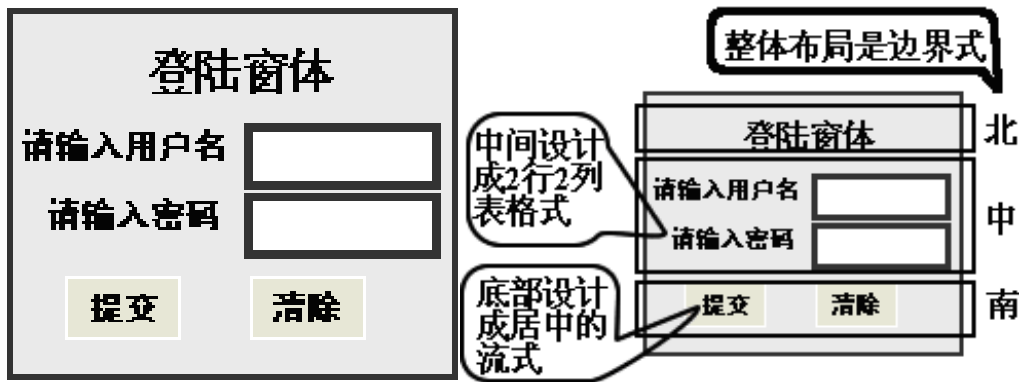 登陆窗体
请输入用户名
请输入密码
提交 清除
整体布局是边界式
中间设计
成2行2列
表格式
底部设计
成居中的
流式
登陆窗体
请输入用户名
请输入密码
提交 清除
北
中
南